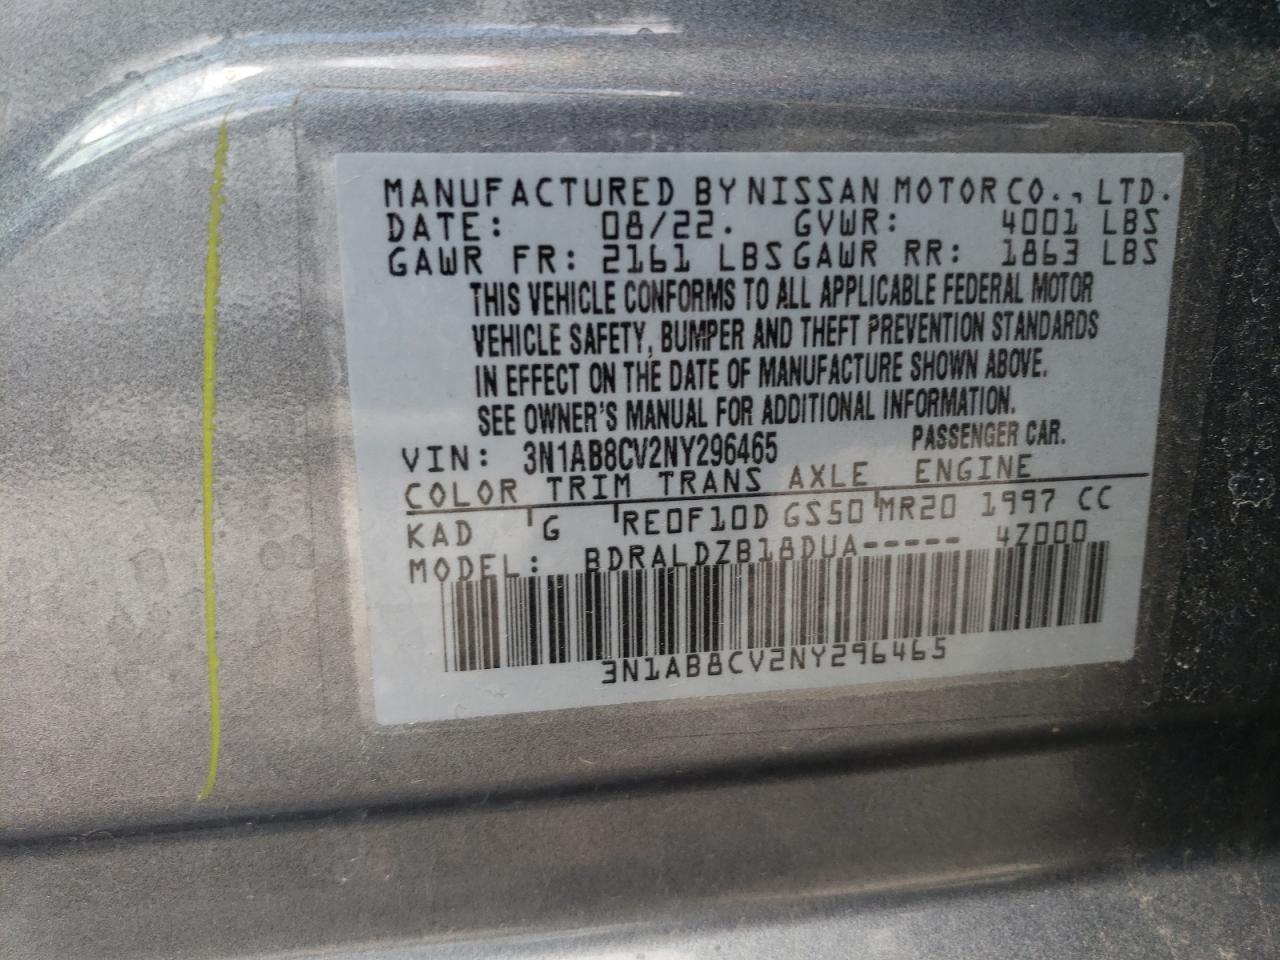 MANUFACTURED BY NISSAN MOTOR CO., LTD.
DATE: 08/22. GVWR: 4001 LBS
GAWR FR: 2161 LBS GAWR RR: 1863 LBS
THIS VEHICLE CONFORMS TO ALL APPLICABLE FEDERAL MOTOR
VEHICLE SAFETY, BUMPER AND THEFT PREVENTION STANDARDS
IN EFFECT ON THE DATE OF MANUFACTURE SHOWN ABOVE.
SEE OWNER'S MANUAL FOR ADDITIONAL INFORMATION.
VIN: 3N1AB8CV2NY296465 PASSENGER CAR.
COLOR TRIM TRANS AXLE ENGINE
KAD G RE0F10D GS50 MR20 1997 CC
MODEL: BDRALDZB18DUA----- 4Z000
3N1AB8CV2NY296465